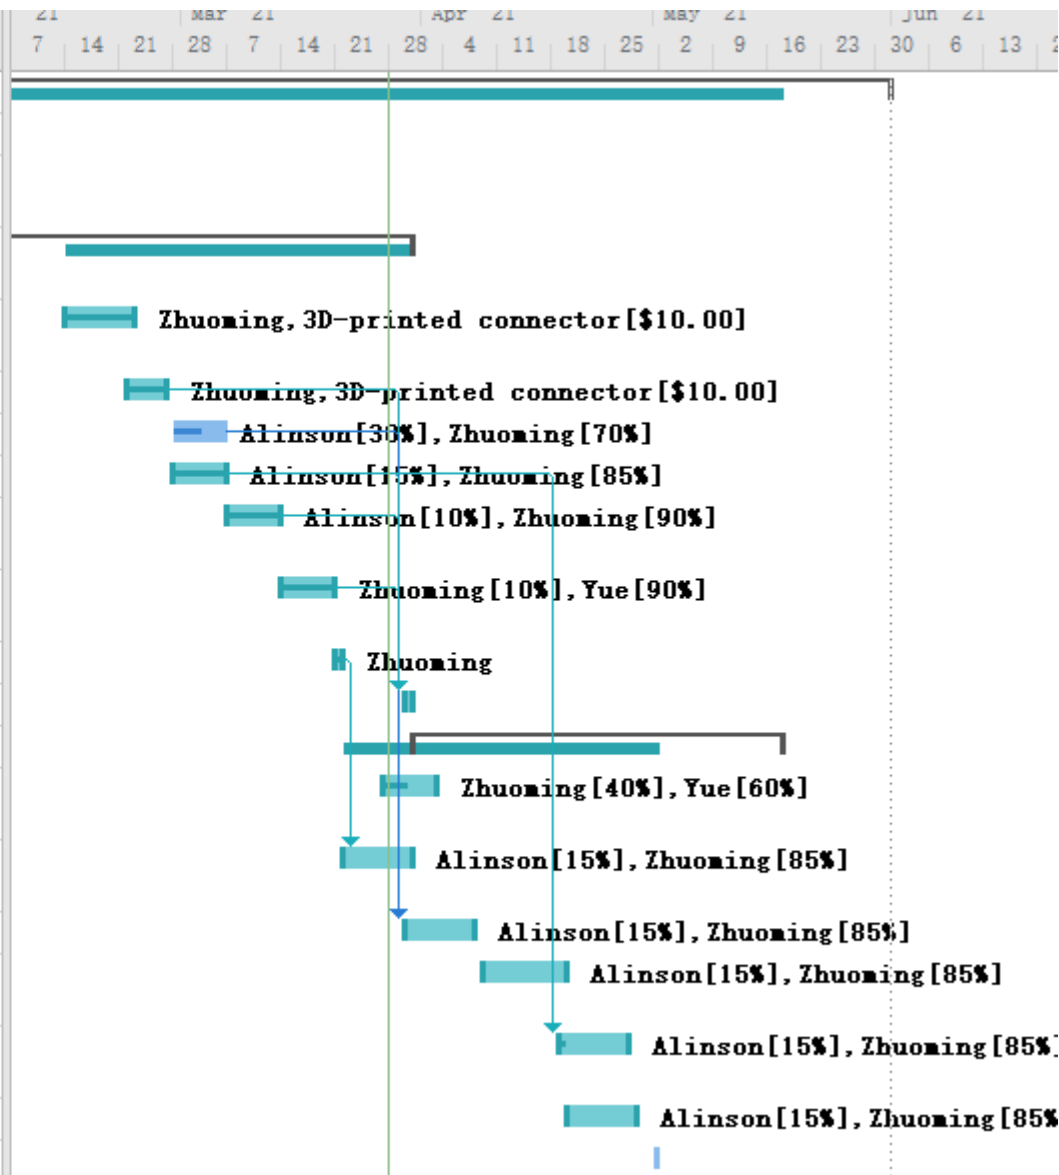 21 Mar 21 Apr 21 May 21 Jun 21
7 14 21 28 7 14 21 28 4 11 18 25 2 9 16 23 30 6 13 2
Zhuoming,3D-printed connector[$10.00]
Zhuoming,3D-printed connector[$10.00]
Alinson[30%],Zhuoming[70%]
Alinson[15%],Zhuoming[85%]
Alinson[10%],Zhuoming[90%]
Zhuoming[10%],Yue[90%]
Zhuoming
Zhuoming[40%],Yue[60%]
Alinson[15%],Zhuoming[85%]
Alinson[15%],Zhuoming[85%]
Alinson[15%],Zhuoming[85%]
Alinson[15%],Zhuoming[85%]
Alinson[15%],Zhuoming[85%